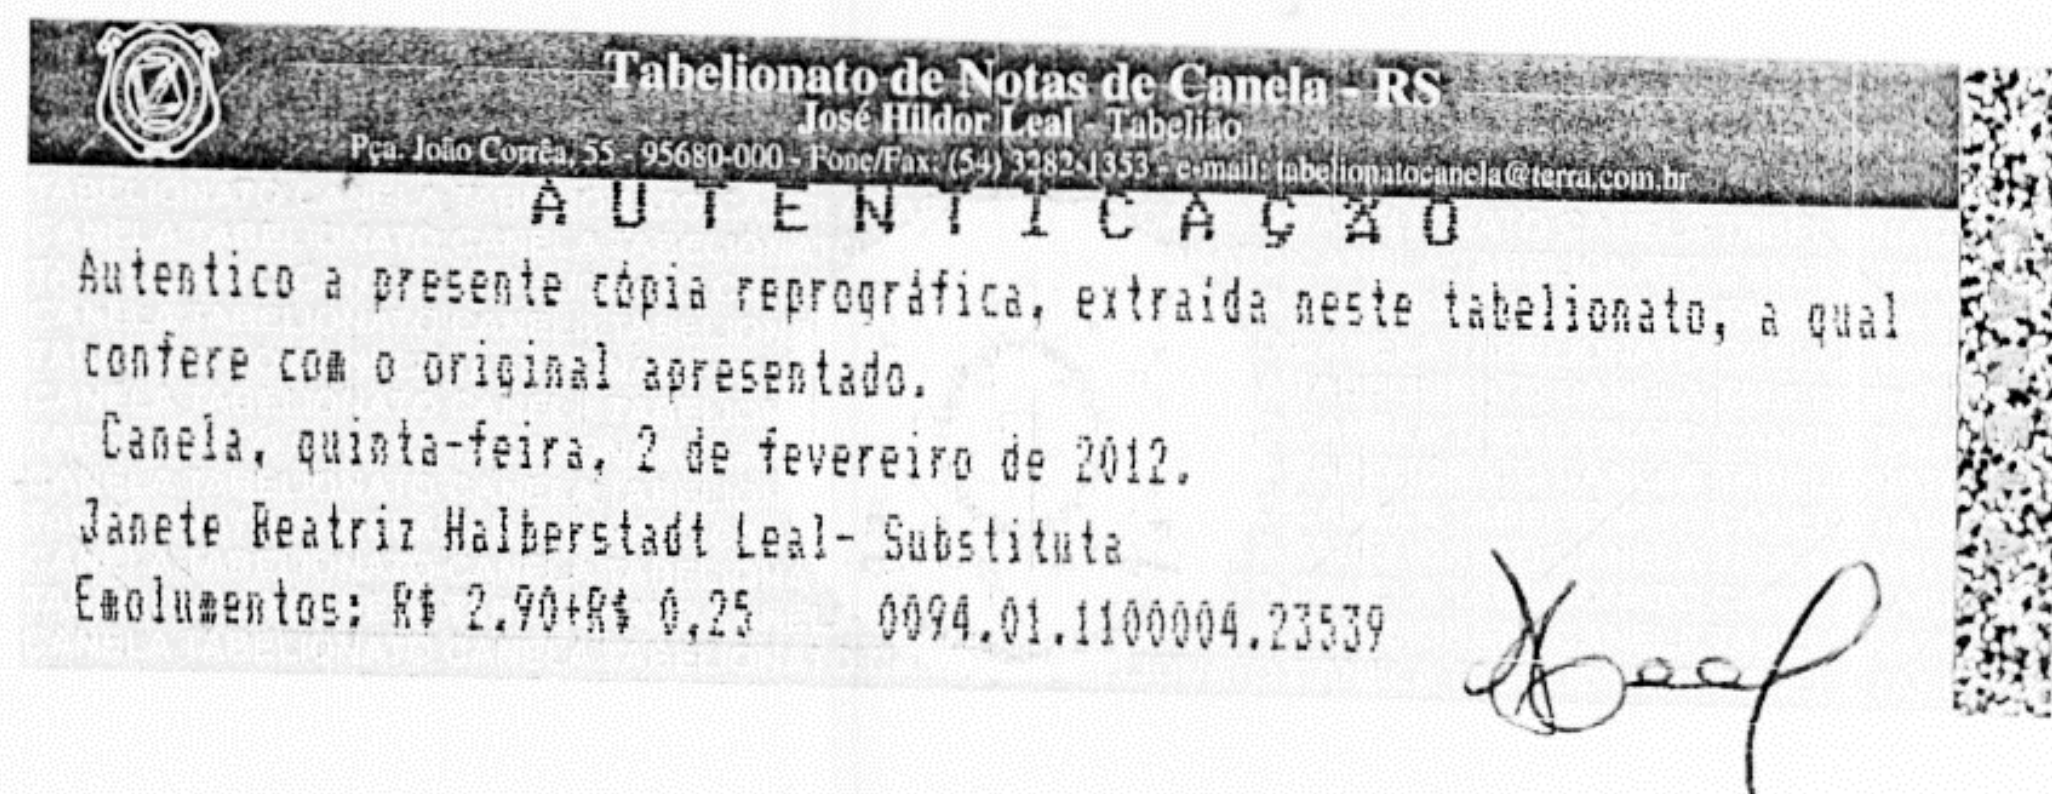 Tabelionato de Notas de Canela - RS
José Hildor Leal - Tabelião
Pça. João Corrêa, 55 - 95680-000 - Fone/Fax: (54) 3282-1353 - e-mail: tabelionatocanela@terra.com.br
A U T E N T I C A Ç Ã O
Autentico a presente cópia reprográfica, extraída neste tabelionato, a qual
confere com o original apresentado.
Canela, quinta-feira, 2 de fevereiro de 2012.
Janete Beatriz Halberstadt Leal- Substituta
Emolumentos: R$ 2,90+R$ 0,25 0094.01.1100004.23539